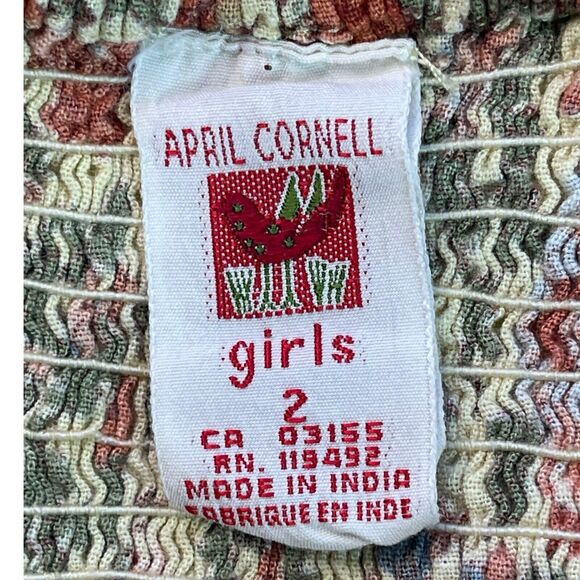 APRIL CORNELL
girls
2
CA 03155
RN. 119492
MADE IN INDIA
FABRIQUE EN INDE